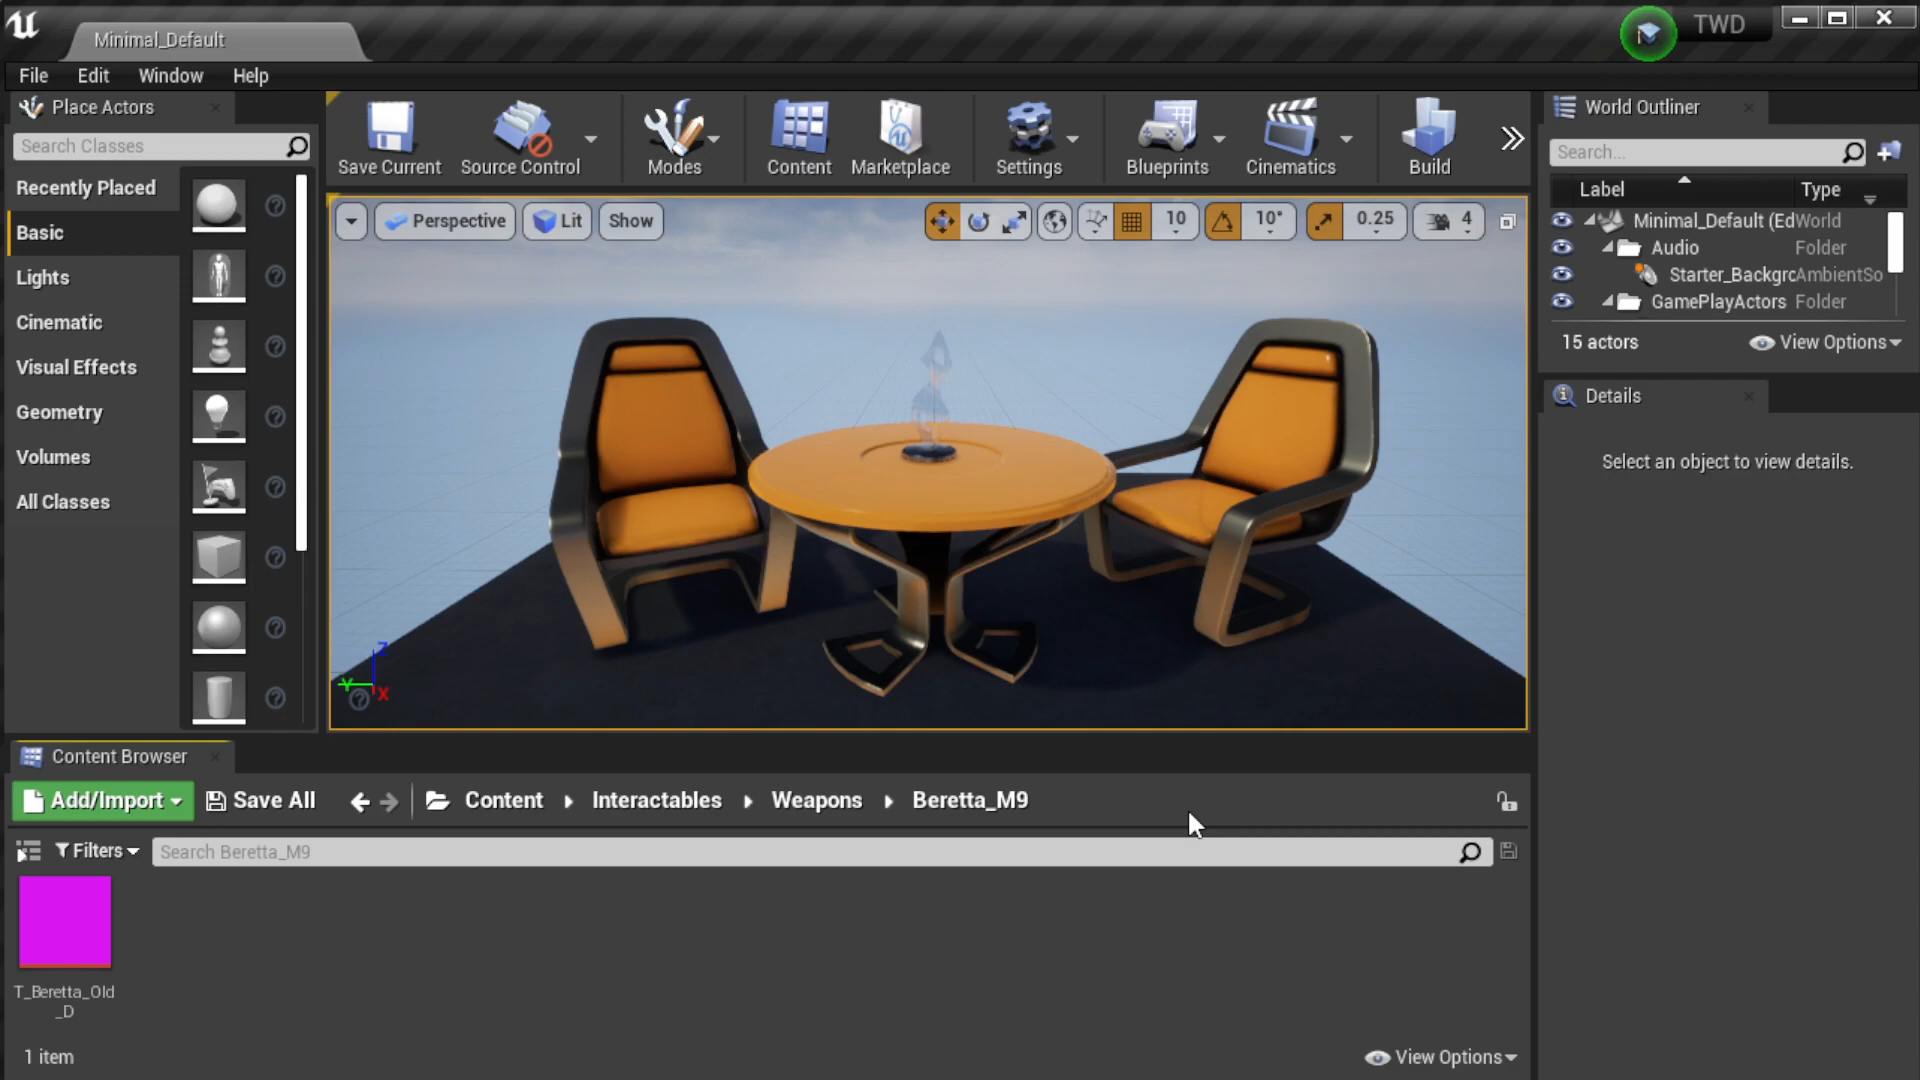 Minimal_Default
TWD
File Edit Window Help
Place Actors
Search Classes
Recently Placed
Basic
Lights
Cinematic
Visual Effects
Geometry
Volumes
All Classes
Save Current
Source Control
Modes
Content
Marketplace
Settings
Blueprints
Cinematics
Build
Perspective
Lit
Show
10
10°
0.25
4
Z
Y
X
World Outliner
Search...
Label Type
Minimal_Default (Ed World
Audio Folder
Starter_Backgrc AmbientSo
GamePlayActors Folder
15 actors
View Options
Details
Select an object to view details.
Content Browser
Add/Import
Save All
Content Interactables Weapons Beretta_M9
Filters
Search Beretta_M9
T_Beretta_Old
_D
1 item
View Options